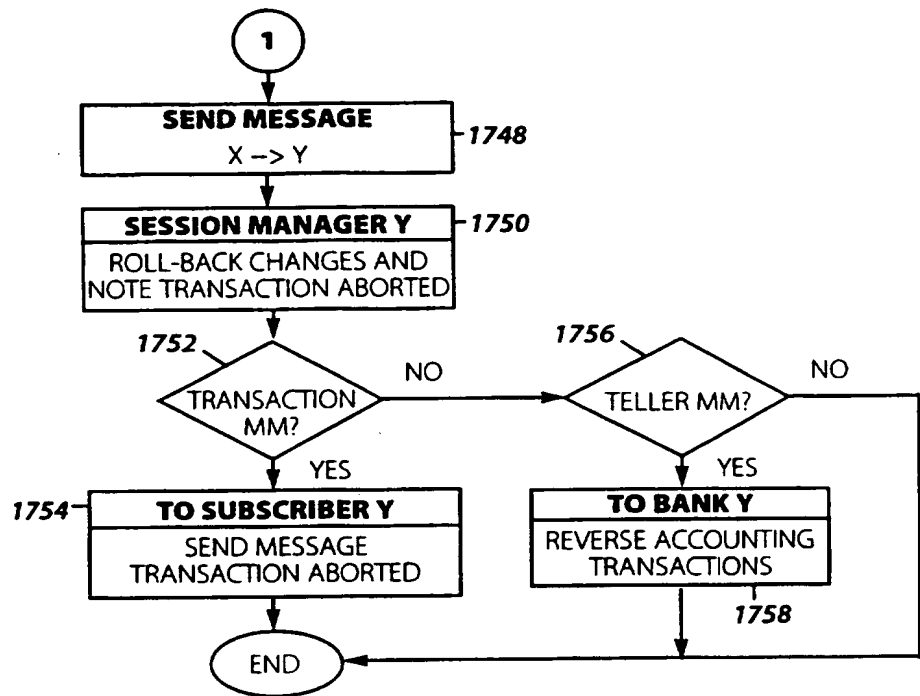 1
SEND MESSAGE
X --> Y
1748
SESSION MANAGER Y
1750
ROLL-BACK CHANGES AND
NOTE TRANSACTION ABORTED
1752
TRANSACTION
MM?
NO
YES
1756
TELLER MM?
NO
YES
1754
TO SUBSCRIBER Y
SEND MESSAGE
TRANSACTION ABORTED
TO BANK Y
REVERSE ACCOUNTING
TRANSACTIONS
1758
END